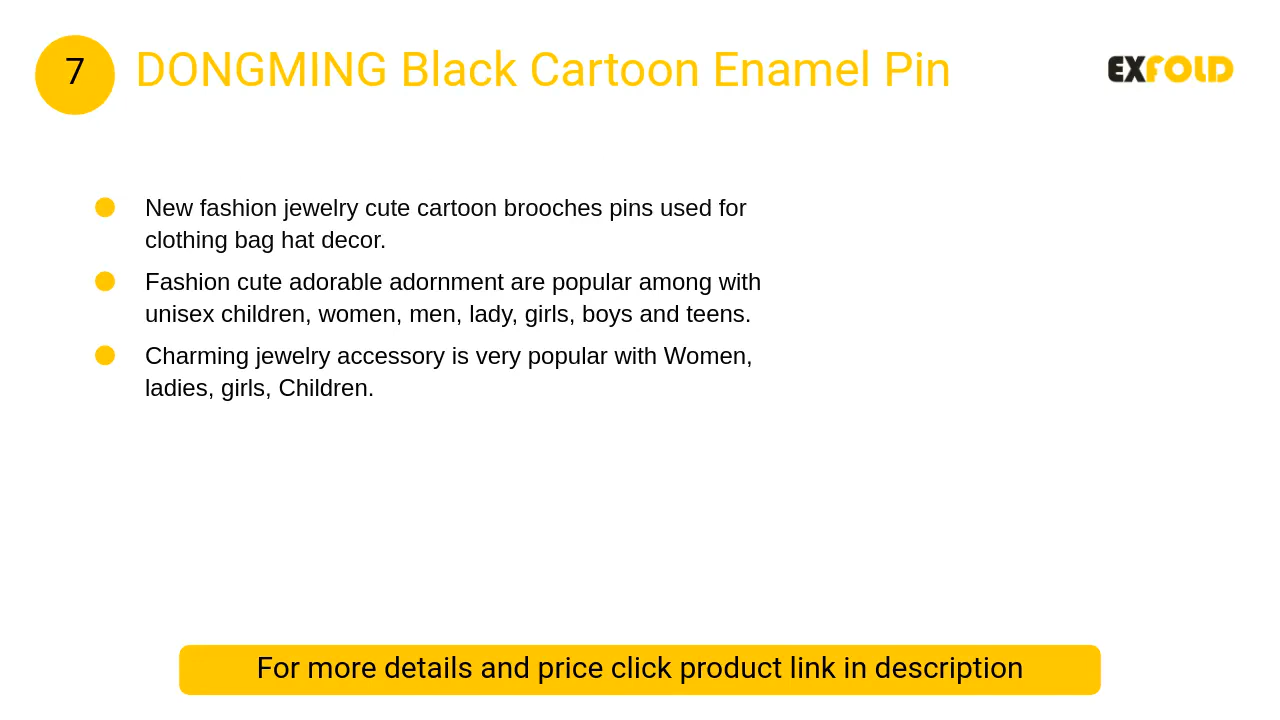 7
DONGMING Black Cartoon Enamel Pin
EXFOLD
New fashion jewelry cute cartoon brooches pins used for
clothing bag hat decor.
Fashion cute adorable adornment are popular among with
unisex children, women, men, lady, girls, boys and teens.
Charming jewelry accessory is very popular with Women,
ladies, girls, Children.
For more details and price click product link in description